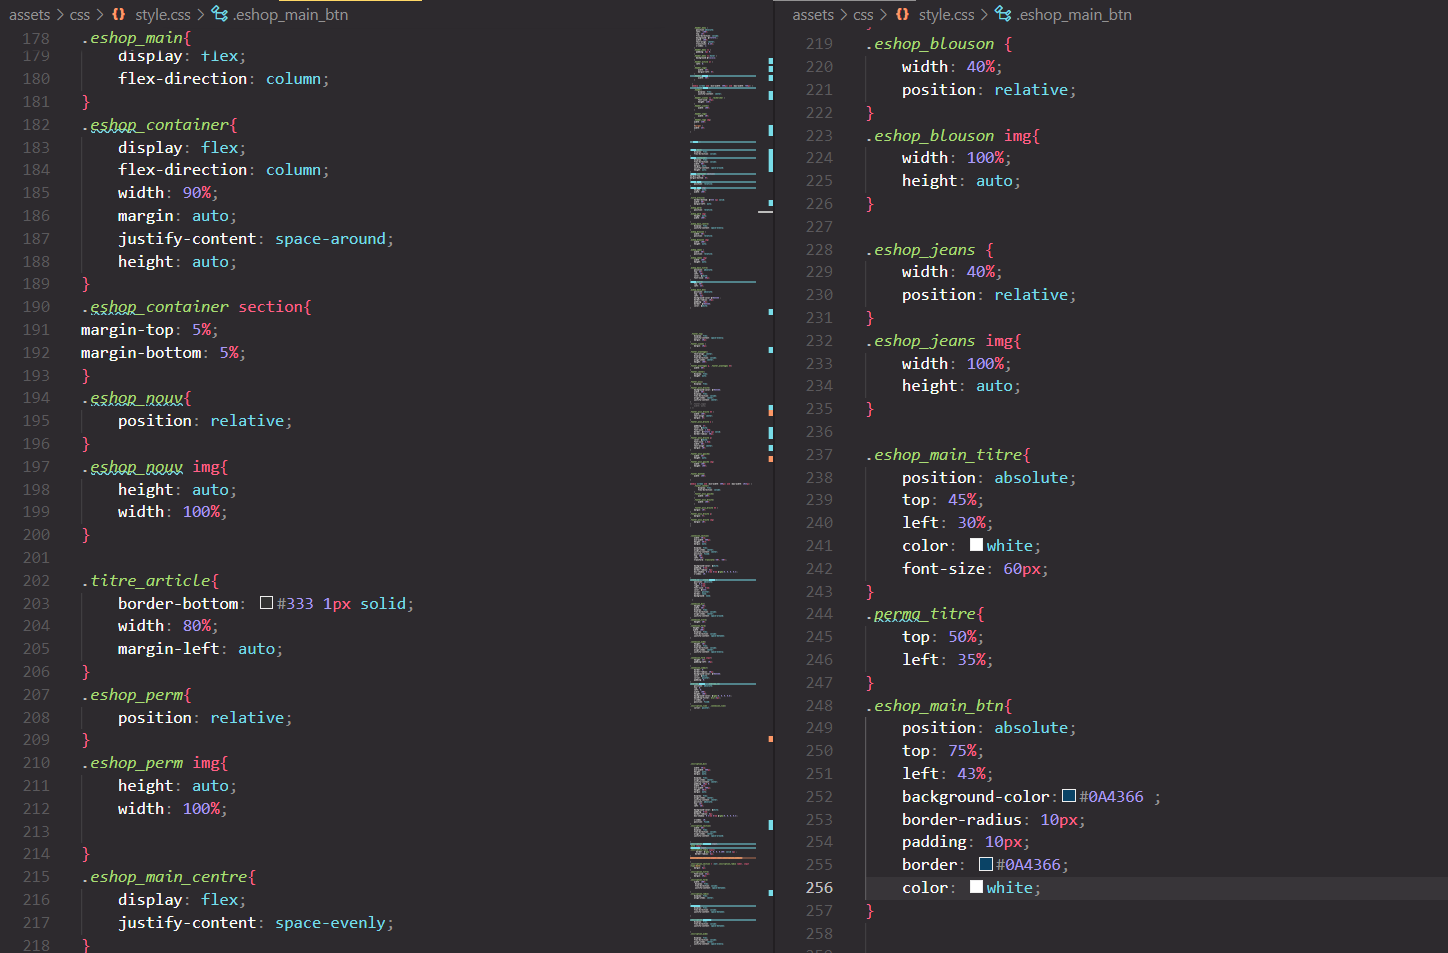 assets > css > style.css > .eshop_main_btn
178 .eshop_main{
179 display: flex;
180 flex-direction: column;
181 }
182 .eshop_container{
183 display: flex;
184 flex-direction: column;
185 width: 90%;
186 margin: auto;
187 justify-content: space-around;
188 height: auto;
189 }
190 .eshop_container section{
191 margin-top: 5%;
192 margin-bottom: 5%;
193 }
194 .eshop_nouv{
195 position: relative;
196 }
197 .eshop_nouv img{
198 height: auto;
199 width: 100%;
200 }
201
202 .titre_article{
203 border-bottom: #333 1px solid;
204 width: 80%;
205 margin-left: auto;
206 }
207 .eshop_perm{
208 position: relative;
209 }
210 .eshop_perm img{
211 height: auto;
212 width: 100%;
213
214 }
215 .eshop_main_centre{
216 display: flex;
217 justify-content: space-evenly;
218 }
assets > css > style.css > .eshop_main_btn
219 .eshop_blouson {
220 width: 40%;
221 position: relative;
222 }
223 .eshop_blouson img{
224 width: 100%;
225 height: auto;
226 }
227
228 .eshop_jeans {
229 width: 40%;
230 position: relative;
231 }
232 .eshop_jeans img{
233 width: 100%;
234 height: auto;
235 }
236
237 .eshop_main_titre{
238 position: absolute;
239 top: 45%;
240 left: 30%;
241 color: white;
242 font-size: 60px;
243 }
244 .perma_titre{
245 top: 50%;
246 left: 35%;
247 }
248 .eshop_main_btn{
249 position: absolute;
250 top: 75%;
251 left: 43%;
252 background-color: #0A4366 ;
253 border-radius: 10px;
254 padding: 10px;
255 border: #0A4366;
256 color: white;
257 }
258